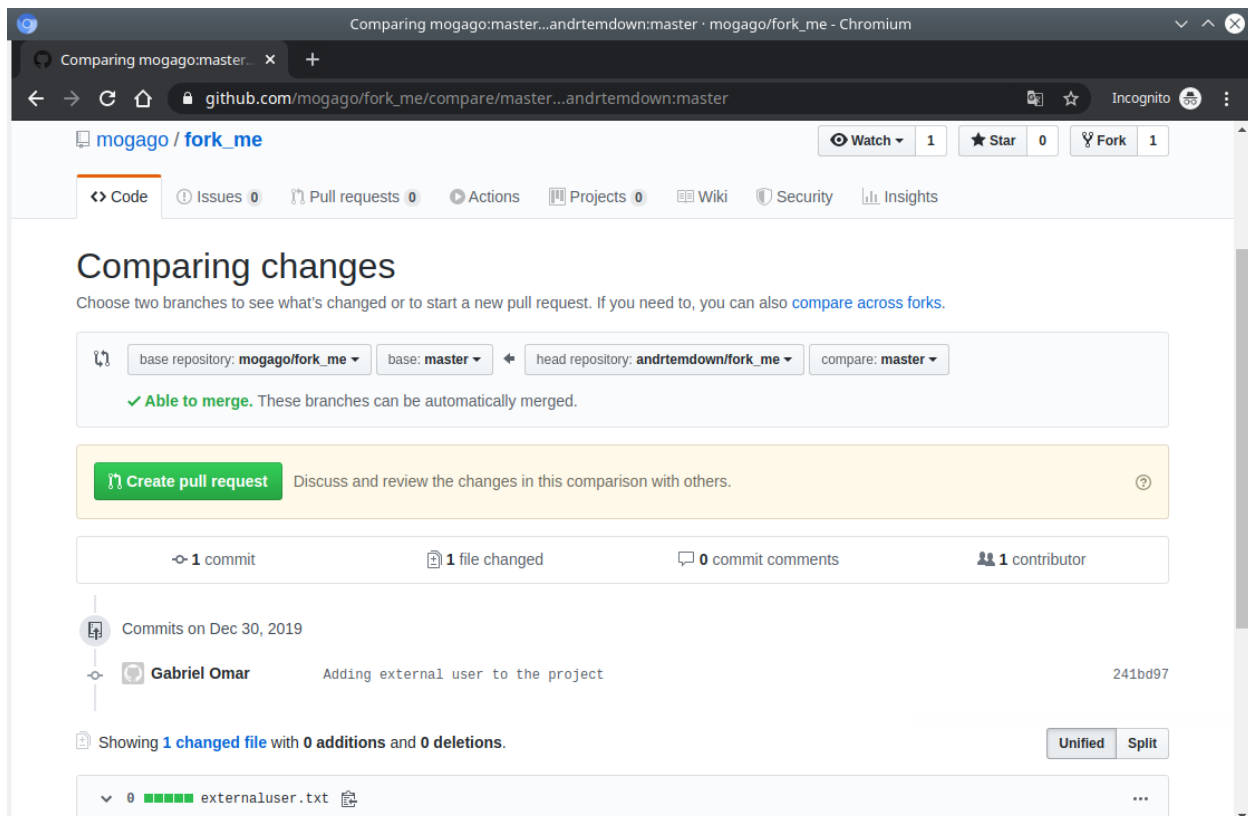 Comparing mogago:master...andrtemdown:master · mogago/fork_me - Chromium
Comparing mogago:master...
github.com/mogago/fork_me/compare/master...andrtemdown:master Incognito
mogago / fork_me Watch 1 Star 0 Fork 1
Code Issues 0 Pull requests 0 Actions Projects 0 Wiki Security Insights
Comparing changes
Choose two branches to see what's changed or to start a new pull request. If you need to, you can also compare across forks.
base repository: mogago/fork_me base: master head repository: andrtemdown/fork_me compare: master
Able to merge. These branches can be automatically merged.
Create pull request Discuss and review the changes in this comparison with others.
1 commit 1 file changed 0 commit comments 1 contributor
Commits on Dec 30, 2019
Gabriel Omar Adding external user to the project 241bd97
Showing 1 changed file with 0 additions and 0 deletions. Unified Split
0 externaluser.txt